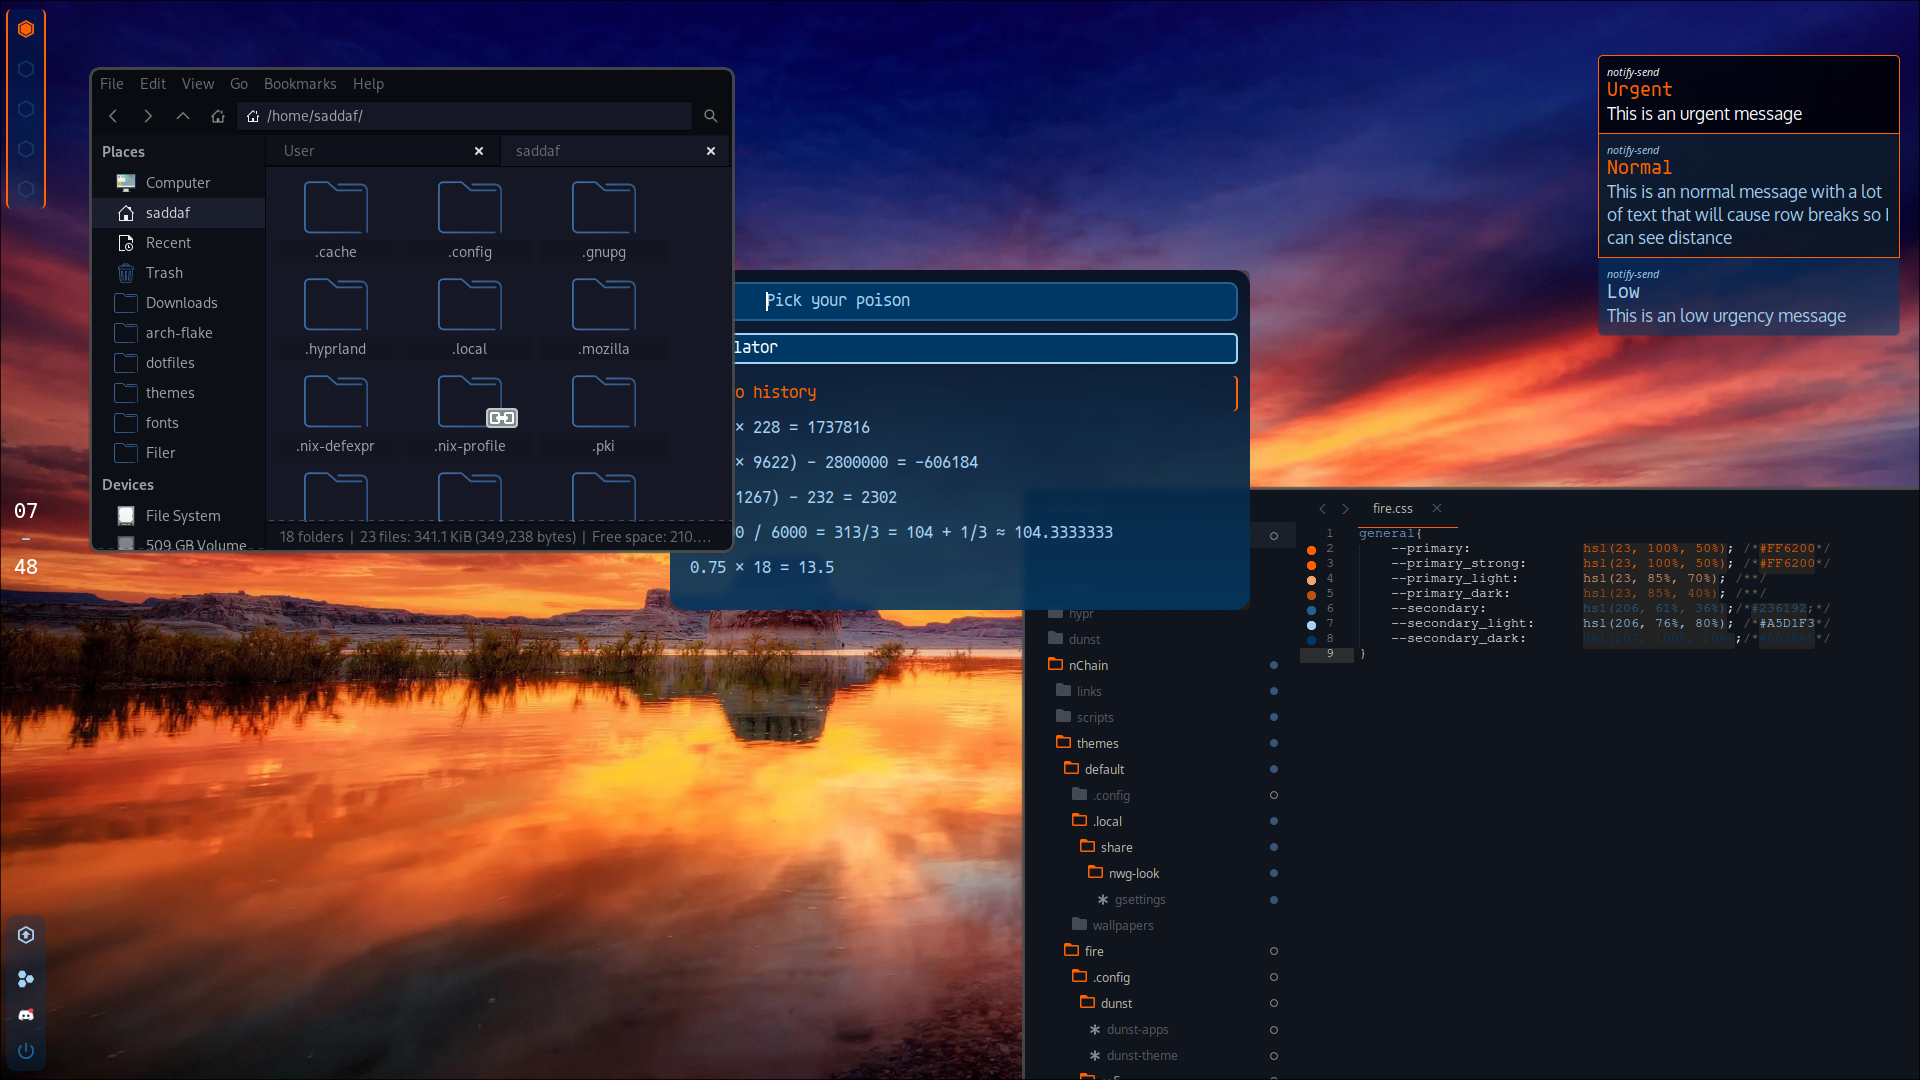 File Edit View Go Bookmarks Help
/home/saddaf/
Places
Computer
saddaf
Recent
Trash
Downloads
arch-flake
dotfiles
themes
fonts
Filer
Devices
File System
509 GB Volume
User
saddaf
.cache
.config
.gnupg
.hyprland
.local
.mozilla
.nix-defexpr
.nix-profile
.pki
18 folders | 23 files: 341.1 KiB (349,238 bytes) | Free space: 210....
07
-
48
Pick your poison
lator
o history
× 228 = 1737816
× 9622) - 2800000 = -606184
1267) - 232 = 2302
0 / 6000 = 313/3 = 104 + 1/3 ≈ 104.3333333
0.75 × 18 = 13.5
notify-send
Urgent
This is an urgent message
notify-send
Normal
This is an normal message with a lot
of text that will cause row breaks so I
can see distance
notify-send
Low
This is an low urgency message
hypr
dunst
nChain
links
scripts
themes
default
.config
.local
share
nwg-look
gsettings
wallpapers
fire
.config
dunst
dunst-apps
dunst-theme
fire.css
1 general{
2 --primary: hsl(23, 100%, 50%); /*#FF6200*/
3 --primary_strong: hsl(23, 100%, 50%); /*#FF6200*/
4 --primary_light: hsl(23, 85%, 70%); /**/
5 --primary_dark: hsl(23, 85%, 40%); /**/
6 --secondary: hsl(206, 61%, 36%);/*#236192;*/
7 --secondary_light: hsl(206, 76%, 80%); /*#A5D1F3*/
8 --secondary_dark: hsl(207, 100%, 20%);/* */
9 }